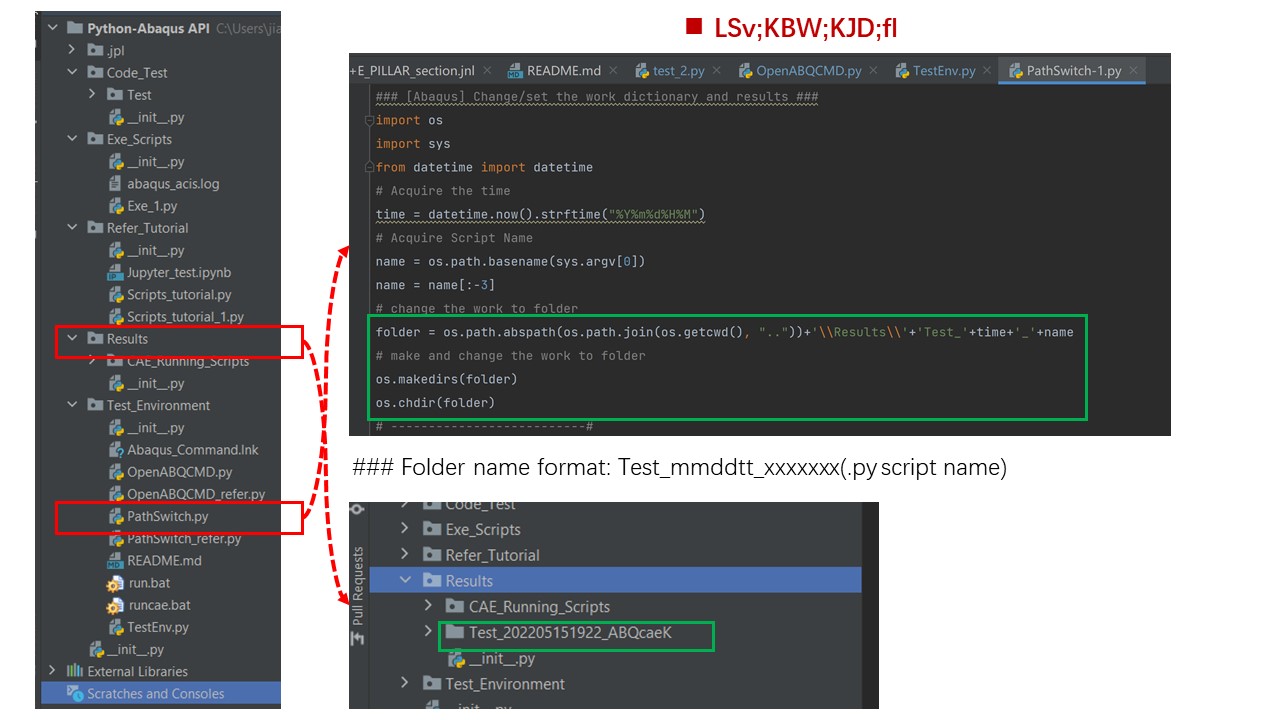 LSv;KBW;KJD;fl
Python-Abaqus API C:\Users\jia
.jpl
Code_Test
Test
__init__.py
Exe_Scripts
__init__.py
abaqus_acis.log
Exe_1.py
Refer_Tutorial
__init__.py
Jupyter_test.ipynb
Scripts_tutorial.py
Scripts_tutorial_1.py
Results
CAE_Running_Scripts
__init__.py
Test_Environment
__init__.py
Abaqus_Command.lnk
OpenABQCMD.py
OpenABQCMD_refer.py
PathSwitch.py
PathSwitch_refer.py
README.md
run.bat
runcae.bat
TestEnv.py
__init__.py
External Libraries
Scratches and Consoles
+E_PILLAR_section.jnl README.md test_2.py OpenABQCMD.py TestEnv.py PathSwitch-1.py
### [Abaqus] Change/set the work dictionary and results ###
import os
import sys
from datetime import datetime
# Acquire the time
time = datetime.now().strftime("%Y%m%d%H%M")
# Acquire Script Name
name = os.path.basename(sys.argv[0])
name = name[:-3]
# change the work to folder
folder = os.path.abspath(os.path.join(os.getcwd(), ".."))+'\\Results\\'+'Test_'+time+'_'+name
# make and change the work to folder
os.makedirs(folder)
os.chdir(folder)
# --------------------------#
### Folder name format: Test_mmddtt_xxxxxxx(.py script name)
Pull Requests
Code_Test
Exe_Scripts
Refer_Tutorial
Results
CAE_Running_Scripts
Test_202205151922_ABQcaeK
__init__.py
Test_Environment
__init__.py